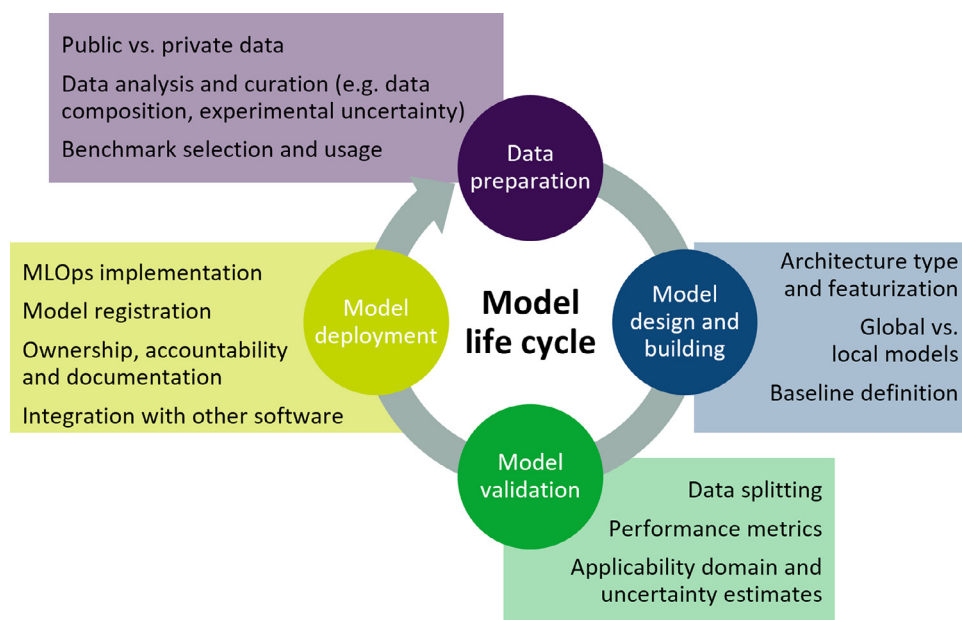 Public vs. private data
Data analysis and curation (e.g. data
composition, experimental uncertainty)
Benchmark selection and usage
Data
preparation
MLOps implementation
Model registration
Ownership, accountability
and documentation
Integration with other software
Model
deployment
Model
life cycle
Model
design and
building
Architecture type
and featurization
Global vs.
local models
Baseline definition
Model
validation
Data splitting
Performance metrics
Applicability domain and
uncertainty estimates